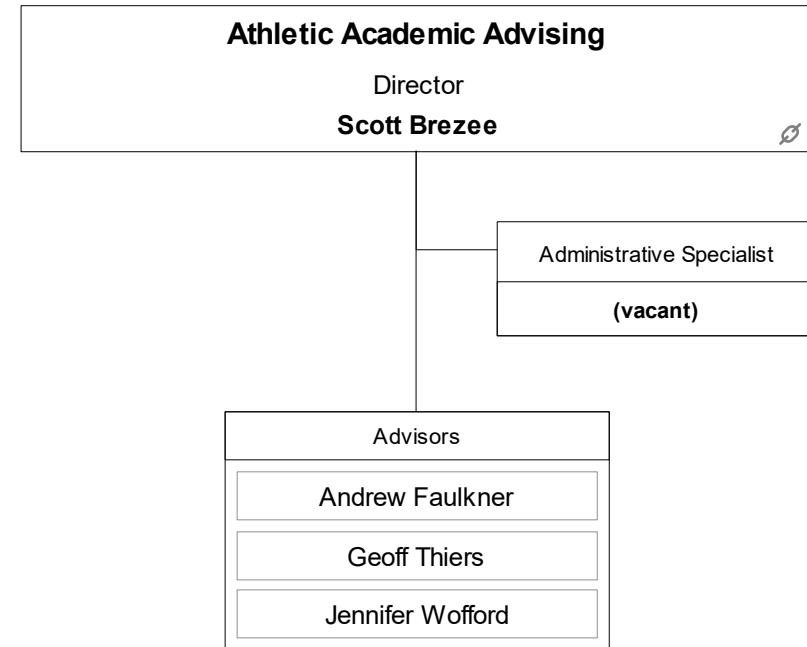 Athletic Academic Advising
Director
Scott Brezee
Administrative Specialist
(vacant)
Advisors
Andrew Faulkner
Geoff Thiers
Jennifer Wofford